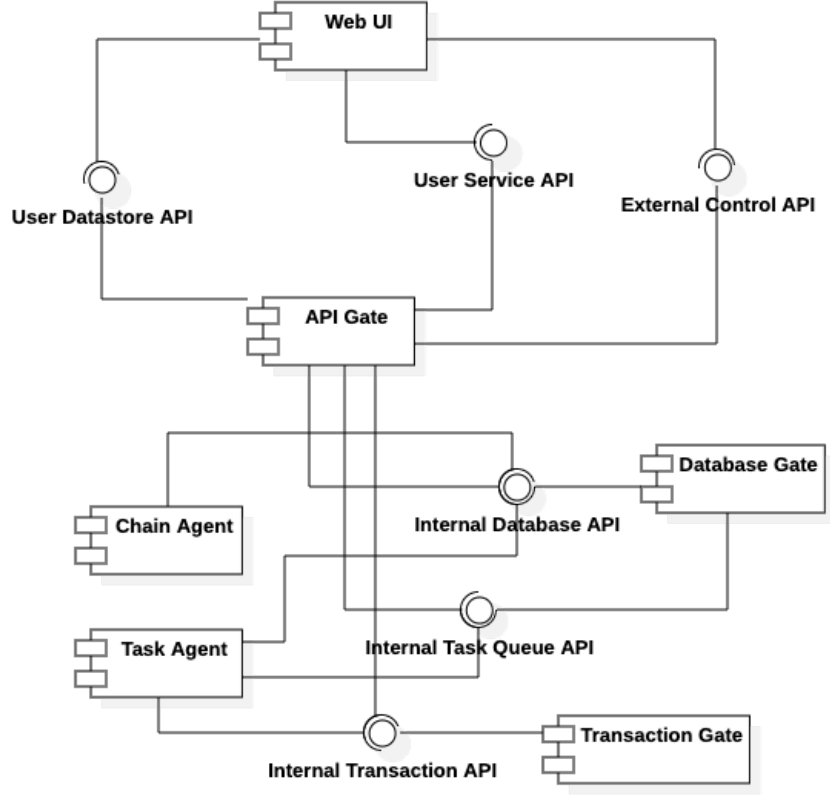 Web UI
User Service API
User Datastore API
External Control API
API Gate
Database Gate
Chain Agent
Internal Database API
Task Agent
Internal Task Queue API
Transaction Gate
Internal Transaction API